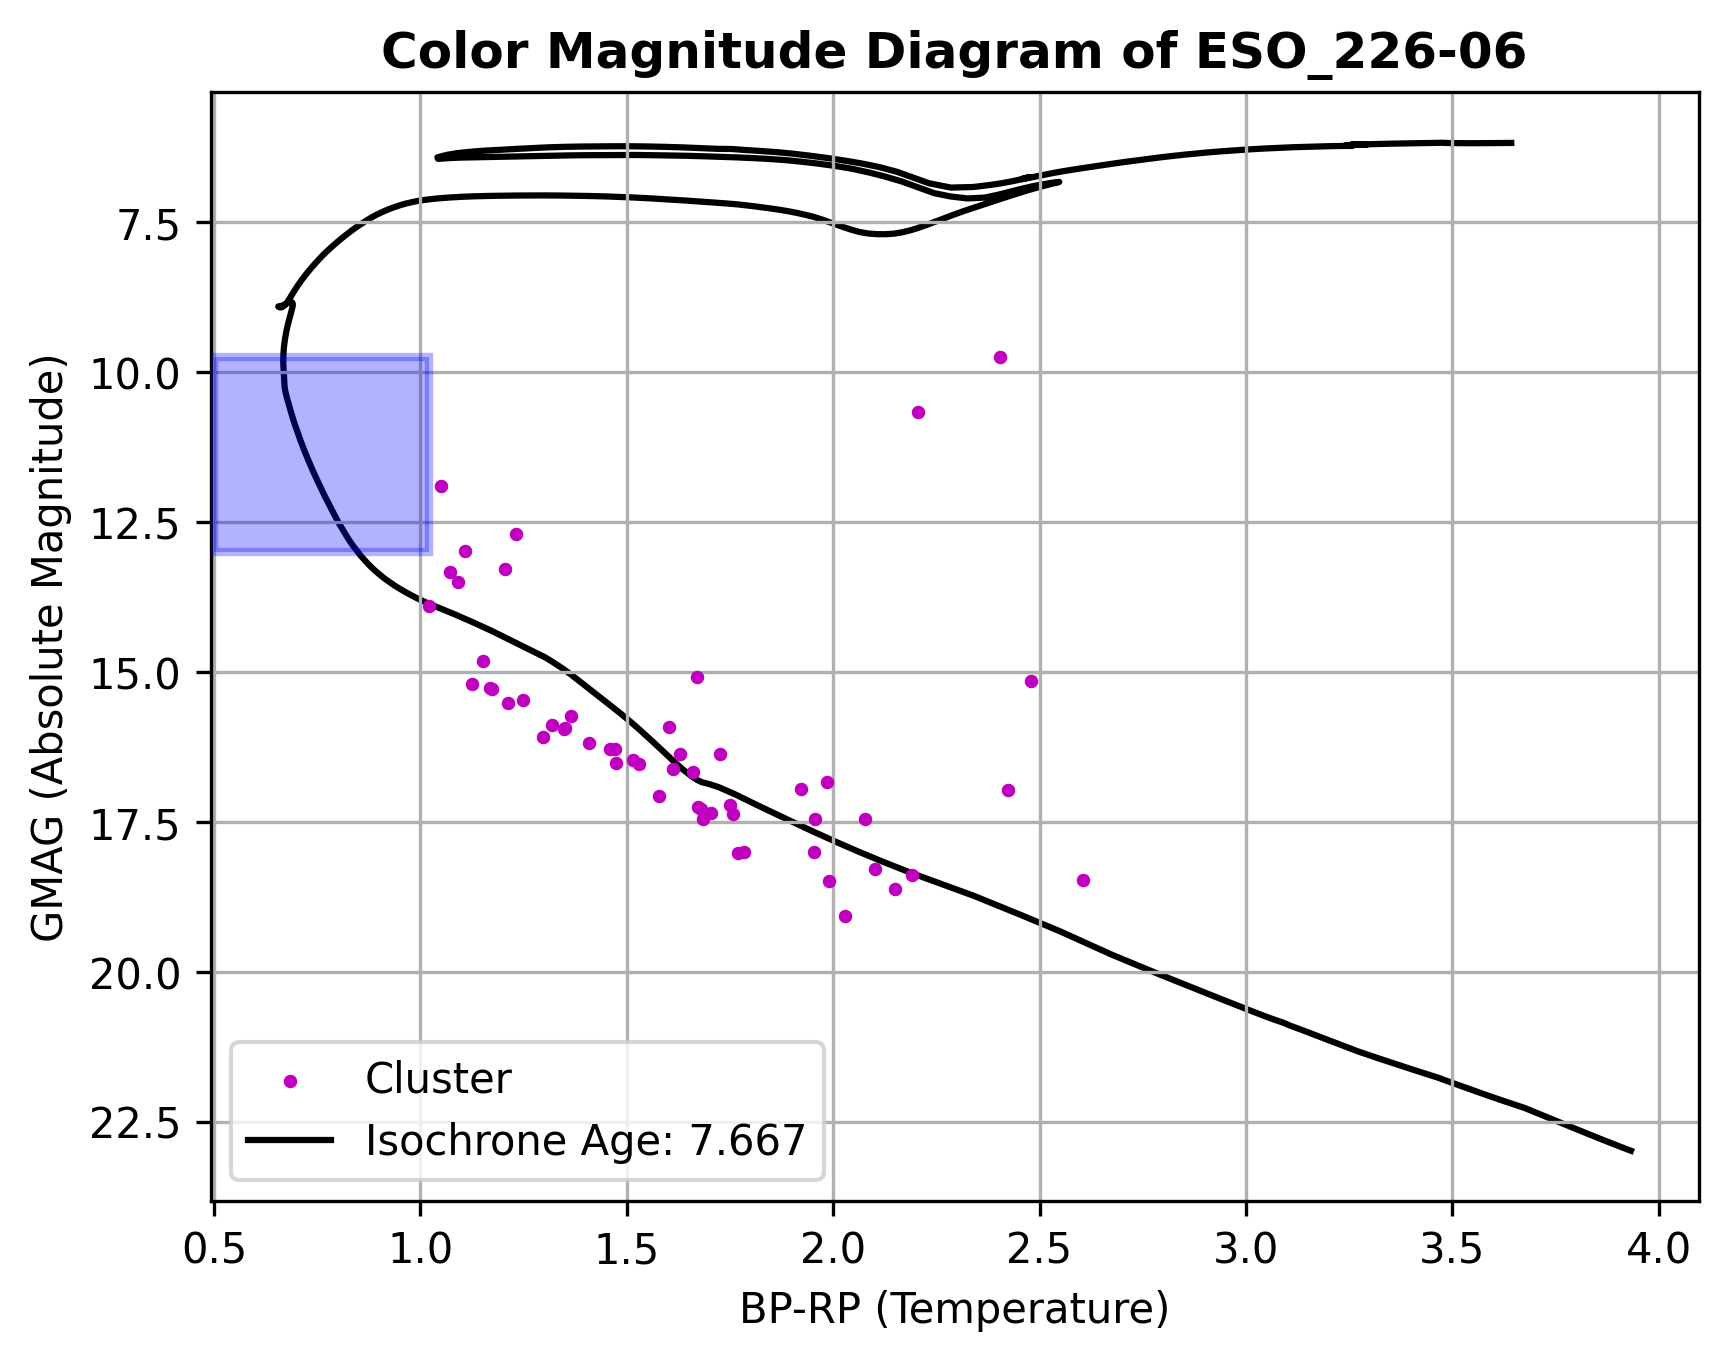 Color Magnitude Diagram of ESO_226-06
GMAG (Absolute Magnitude)
7.5
10.0
12.5
15.0
17.5
20.0
22.5
Cluster
Isochrone Age: 7.667
0.5 1.0 1.5 2.0 2.5 3.0 3.5 4.0
BP-RP (Temperature)